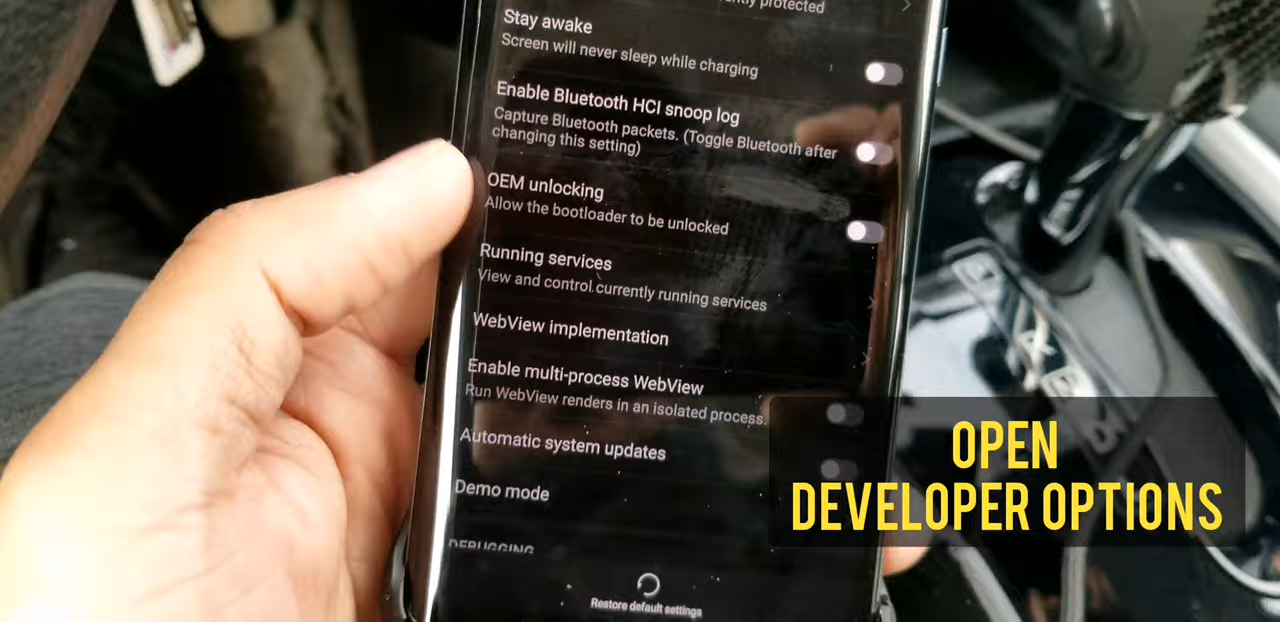 protected
Stay awake
Screen will never sleep while charging
Enable Bluetooth HCI snoop log
Capture Bluetooth packets. (Toggle Bluetooth after
changing this setting)
OEM unlocking
Allow the bootloader to be unlocked
Running services
View and control currently running services
WebView implementation
Enable multi-process WebView
Run WebView renders in an isolated process.
Automatic system updates
Demo mode
DEBUGGING
Restore default settings
OPEN
DEVELOPER OPTIONS